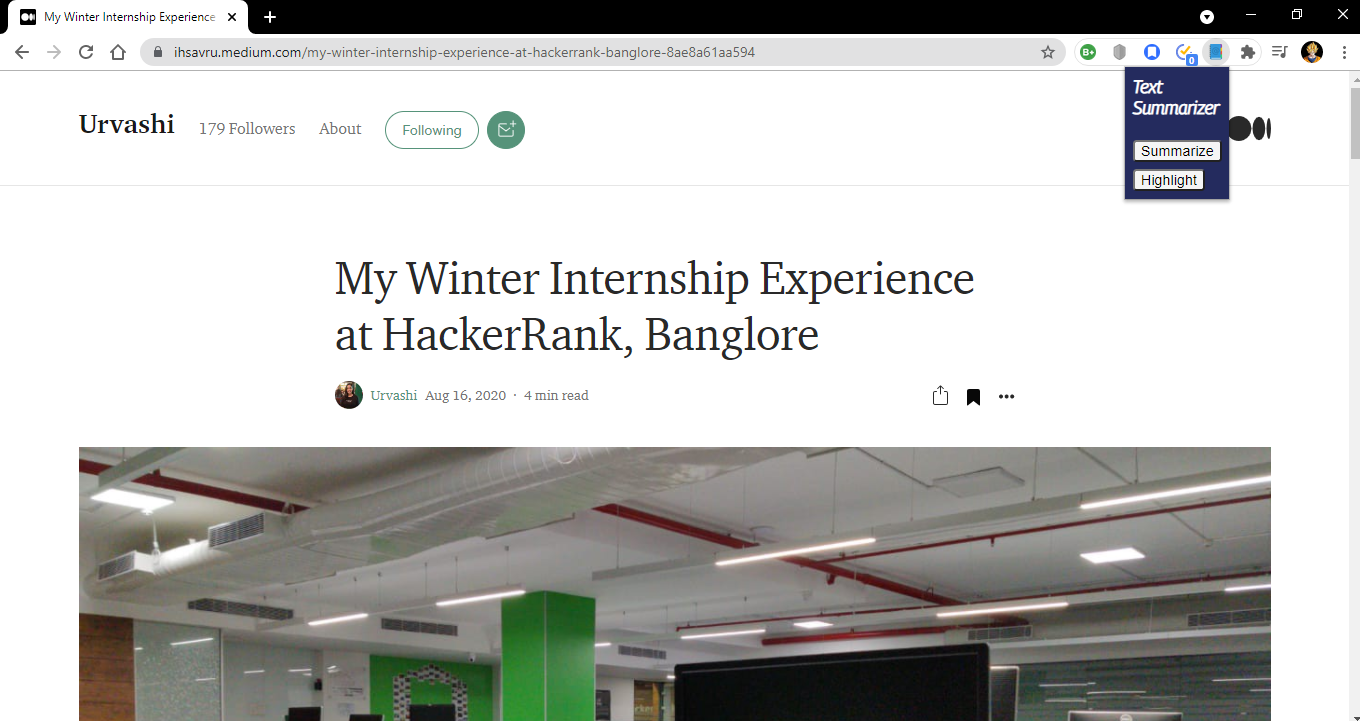 My Winter Internship Experience
ihsavru.medium.com/my-winter-internship-experience-at-hackerrank-banglore-8ae8a61aa594
B+
0
Text
Summarizer
Summarize
Highlight
Urvashi
179 Followers
About
Following
My Winter Internship Experience
at HackerRank, Banglore
Urvashi Aug 16, 2020 · 4 min read